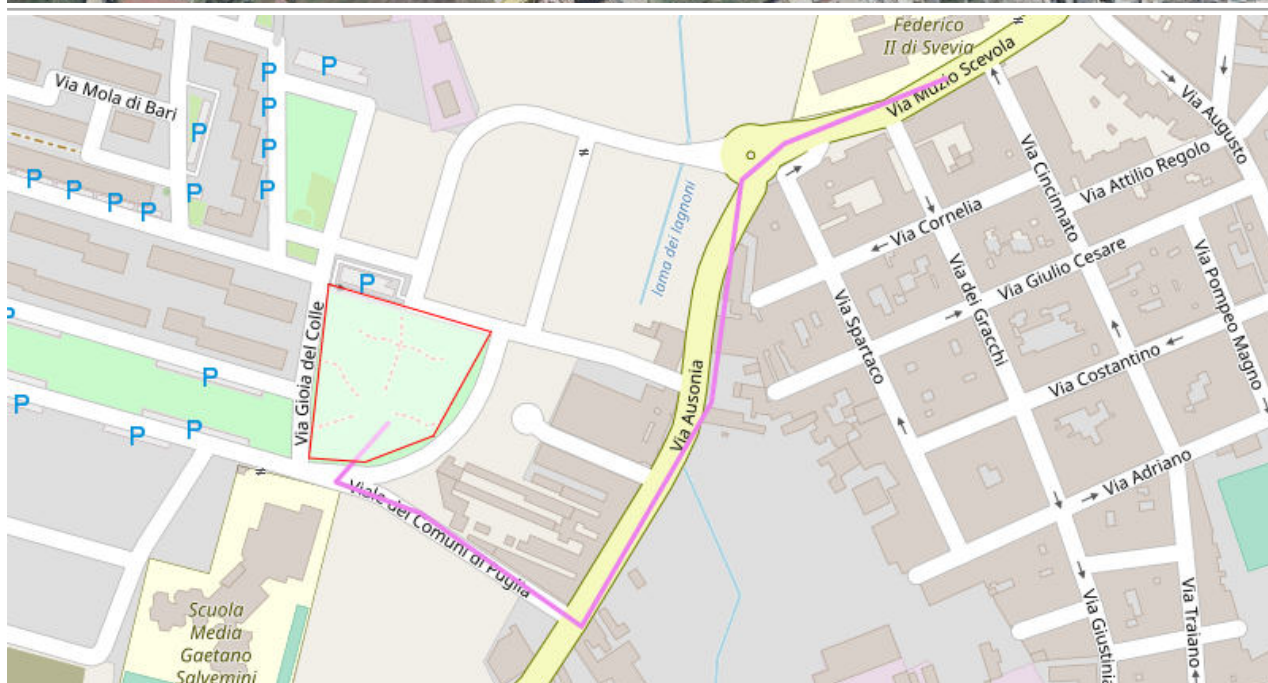 Federico
II di Svevia
Via Muzio Scevola
Via Mola di Bari
P
P
P
P
P
P
P
P
P
P
P
P
Via Augusto
Via Cincinnato
Via Attilio Regolo
lama dei lagnoni
Via Cornelia
Via dei Gracchi
Via Giulio Cesare
Via Pompeo Magno
P
Via Gioia del Colle
Via Spartaco
P
Via Costantino
P
P
P
P
Via Ausonia
Via Adriano
Viale dei Comuni di Puglia
Scuola
Media
Gaetano
Salvemini
Via Giustinia
Via Traiano